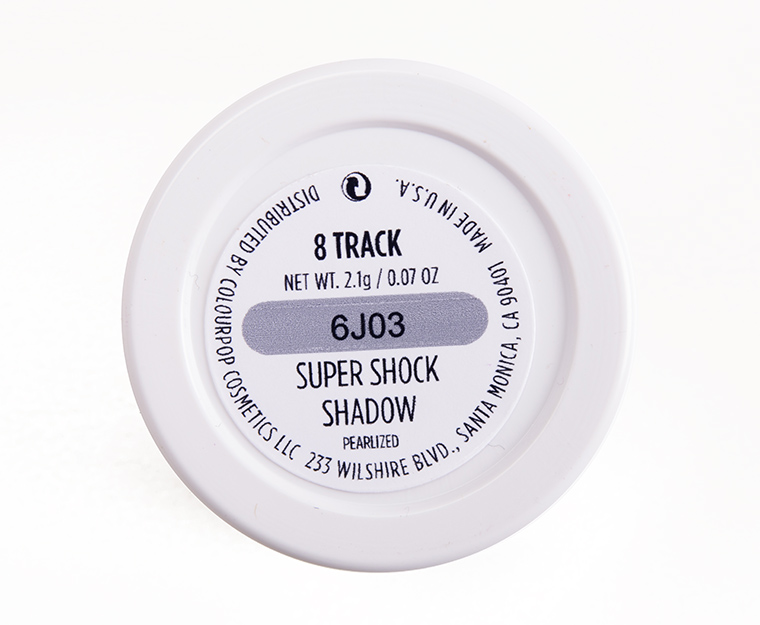 8 TRACK
NET WT. 2.1g / 0.07 OZ
6J03
SUPER SHOCK
SHADOW
PEARLIZED
DISTRIBUTED BY COLOURPOP COSMETICS LLC 233 WILSHIRE BLVD., SANTA MONICA, CA 90401 MADE IN U.S.A.